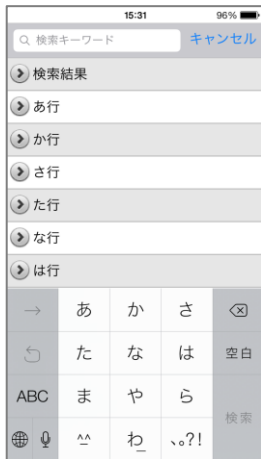 15:31 96%
検索キーワード キャンセル
検索結果
あ行
か行
さ行
た行
な行
は行
→ あ か さ
た な は 空白
ABC ま や ら
^^ わ_ 、。?! 検索